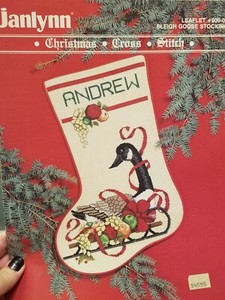 Janlynn
LEAFLET
SLEIGH GOOSE STOCKING
• Christmas • Cross • Stitch •
ANDREW